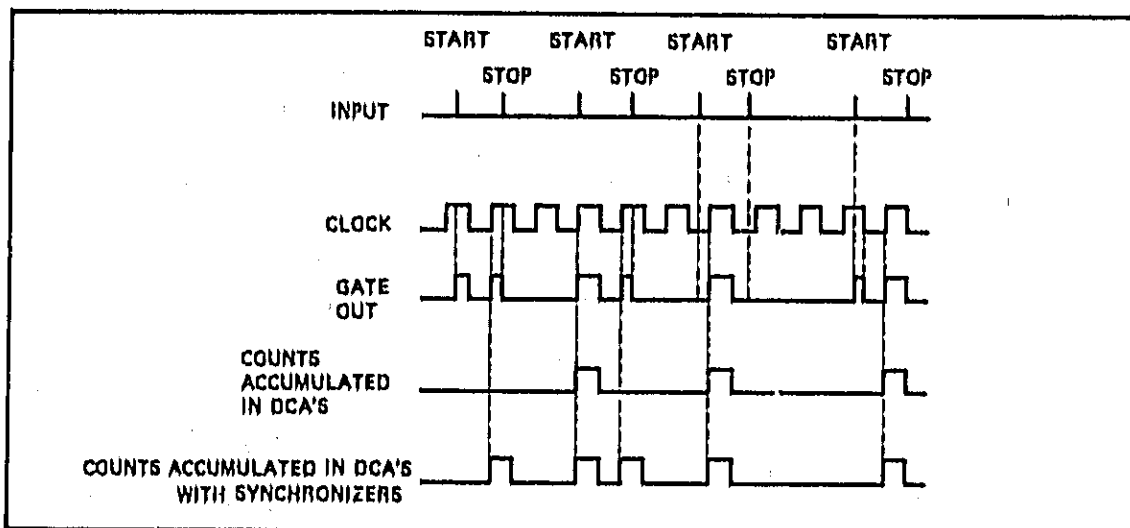 START START START START
STOP STOP STOP STOP
INPUT
CLOCK
GATE
OUT
COUNTS
ACCUMULATED
IN DCA'S
COUNTS ACCUMULATED IN DCA'S
WITH SYNCHRONIZERS